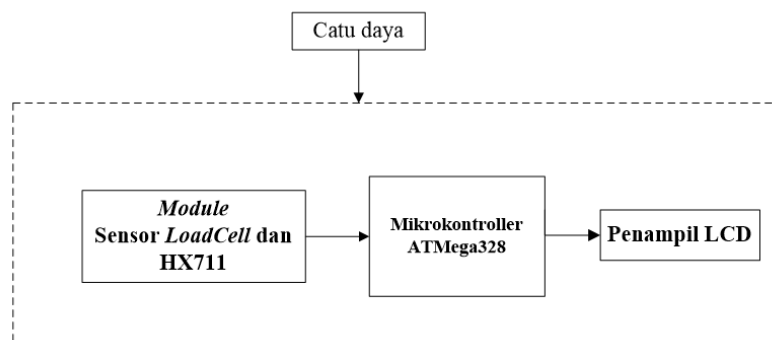 Catu daya
Module
Sensor LoadCell dan
HX711
Mikrokontroller
ATMega328
Penampil LCD